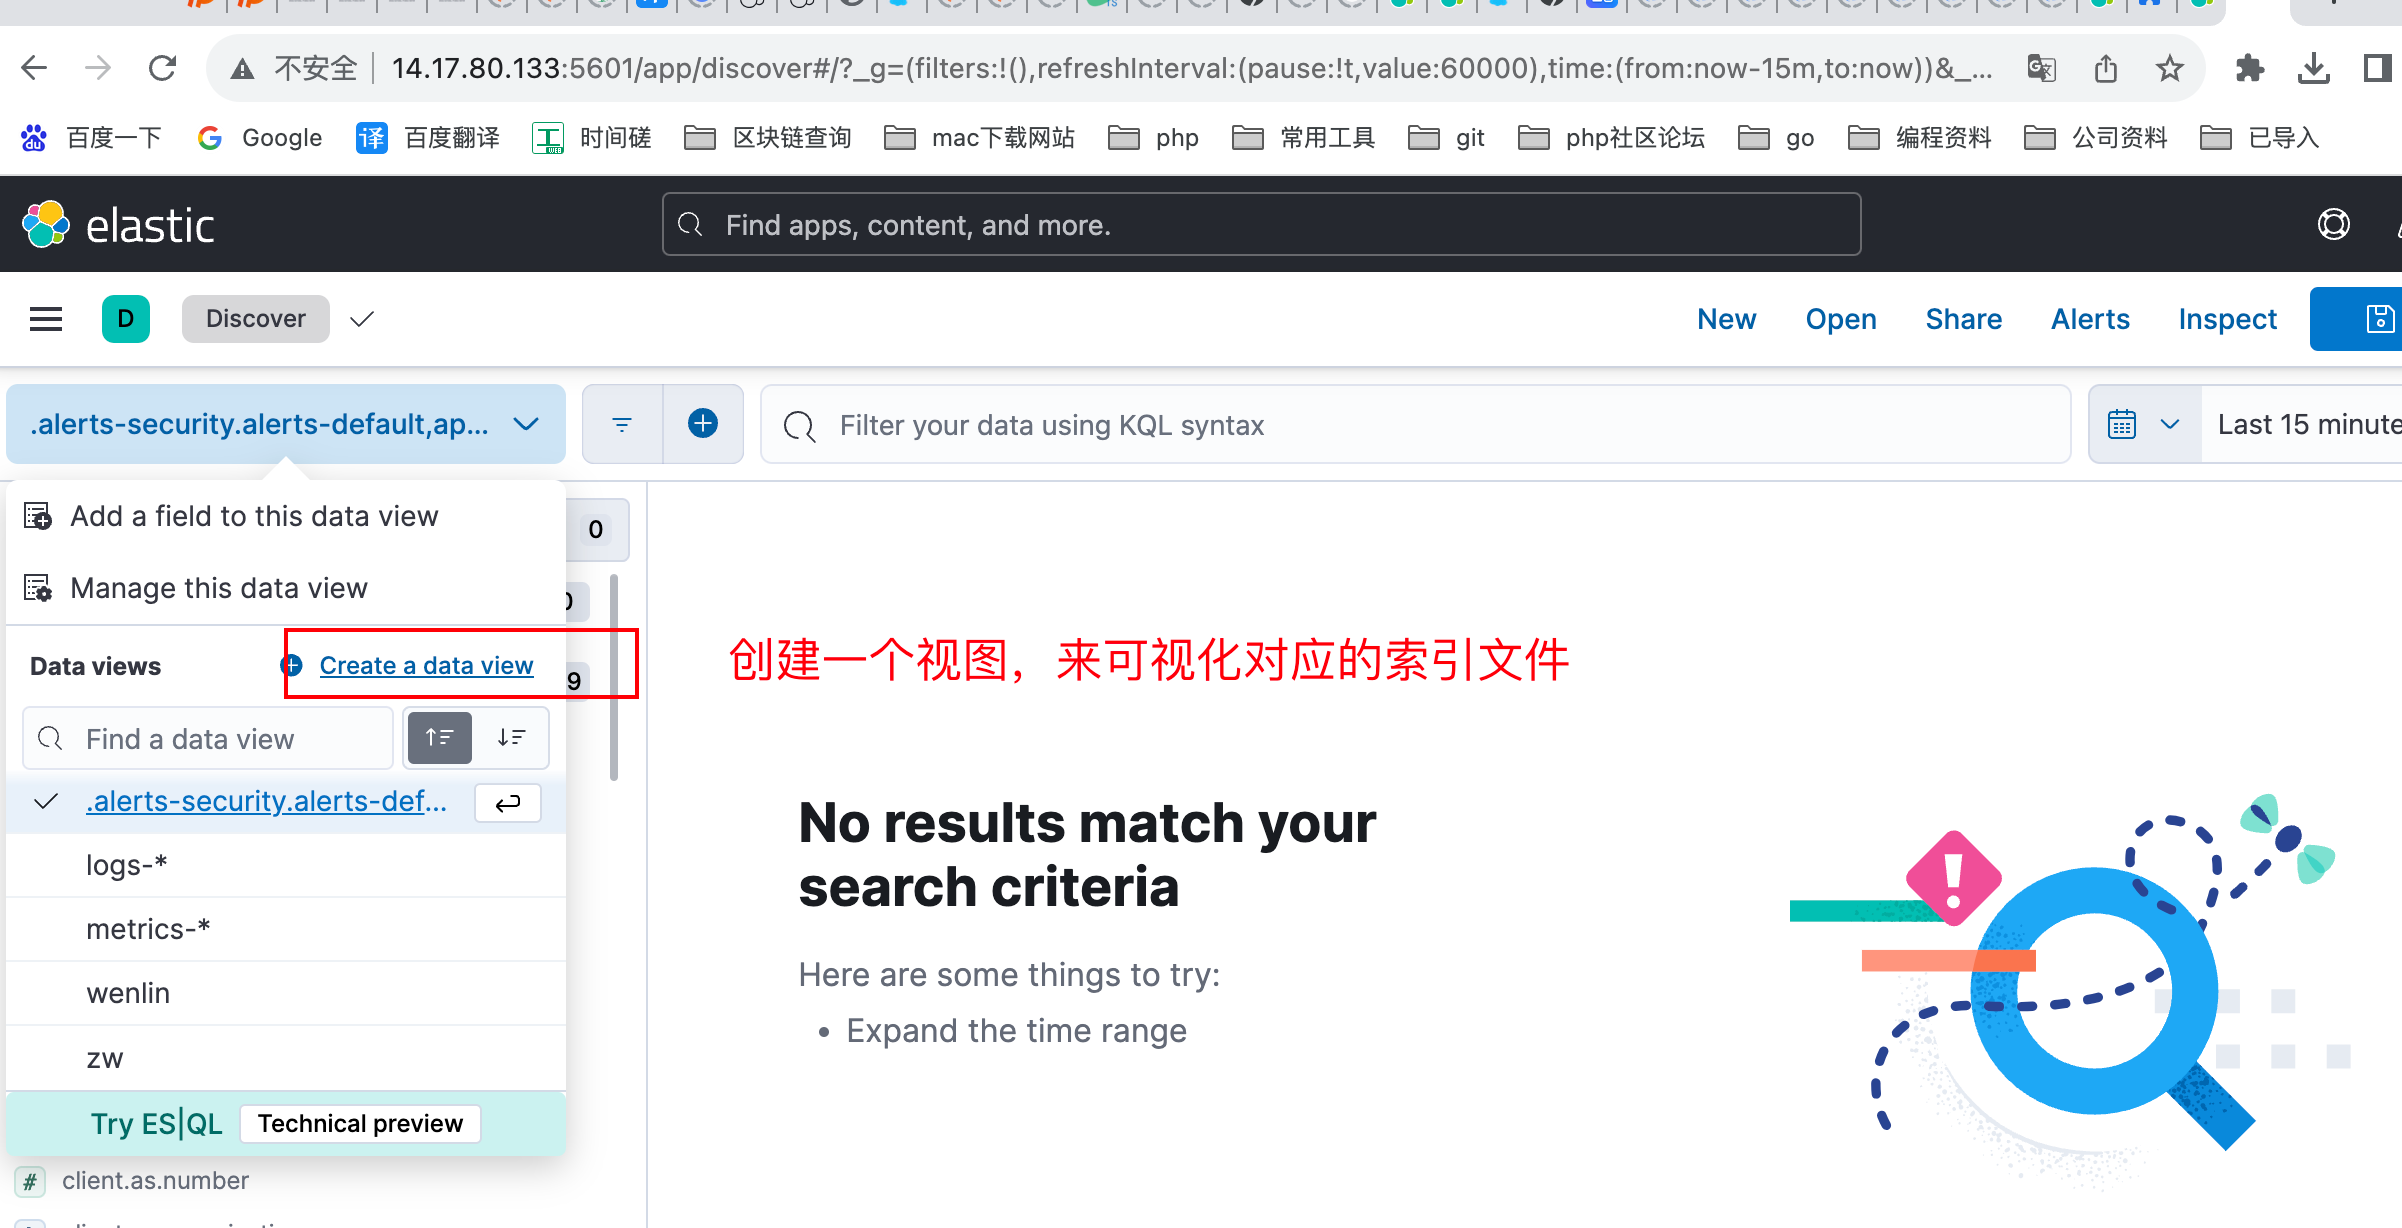 不安全
14.17.80.133:5601/app/discover#/?_g=(filters:!(),refreshInterval:(pause:!t,value:60000),time:(from:now-15m,to:now))&_...
百度一下 Google 译 百度翻译 工 时间磋 区块链查询 mac下载网站 php 常用工具 git php社区论坛 go 编程资料 公司资料 已导入
elastic
Find apps, content, and more.
D Discover
New Open Share Alerts Inspect
.alerts-security.alerts-default,ap...
Filter your data using KQL syntax
Last 15 minute
Add a field to this data view
0
Manage this data view
Data views
Create a data view
9
创建一个视图，来可视化对应的索引文件
Find a data view
.alerts-security.alerts-def...
logs-*
metrics-*
wenlin
zw
Try ES|QL Technical preview
No results match your
search criteria
Here are some things to try:
• Expand the time range
# client.as.number